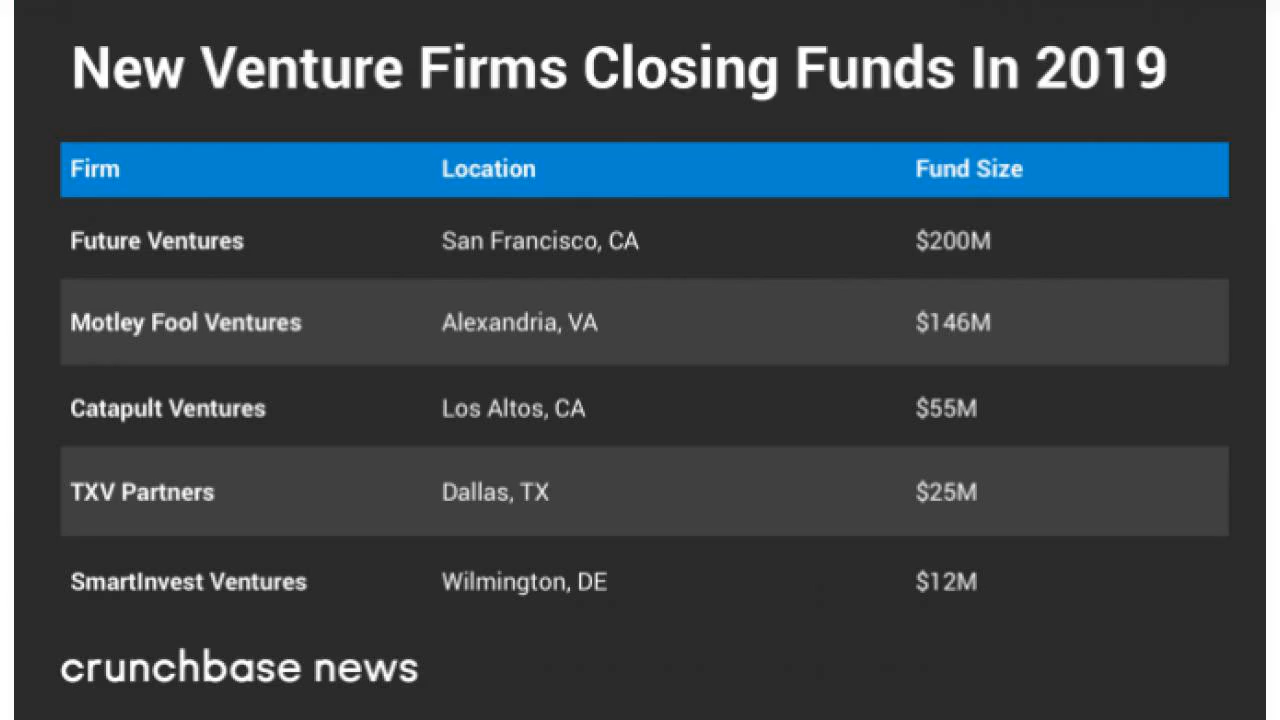 New Venture Firms Closing Funds In 2019
Firm Location Fund Size
Future Ventures San Francisco, CA $200M
Motley Fool Ventures Alexandria, VA $146M
Catapult Ventures Los Altos, CA $55M
TXV Partners Dallas, TX $25M
SmartInvest Ventures Wilmington, DE $12M
crunchbase news